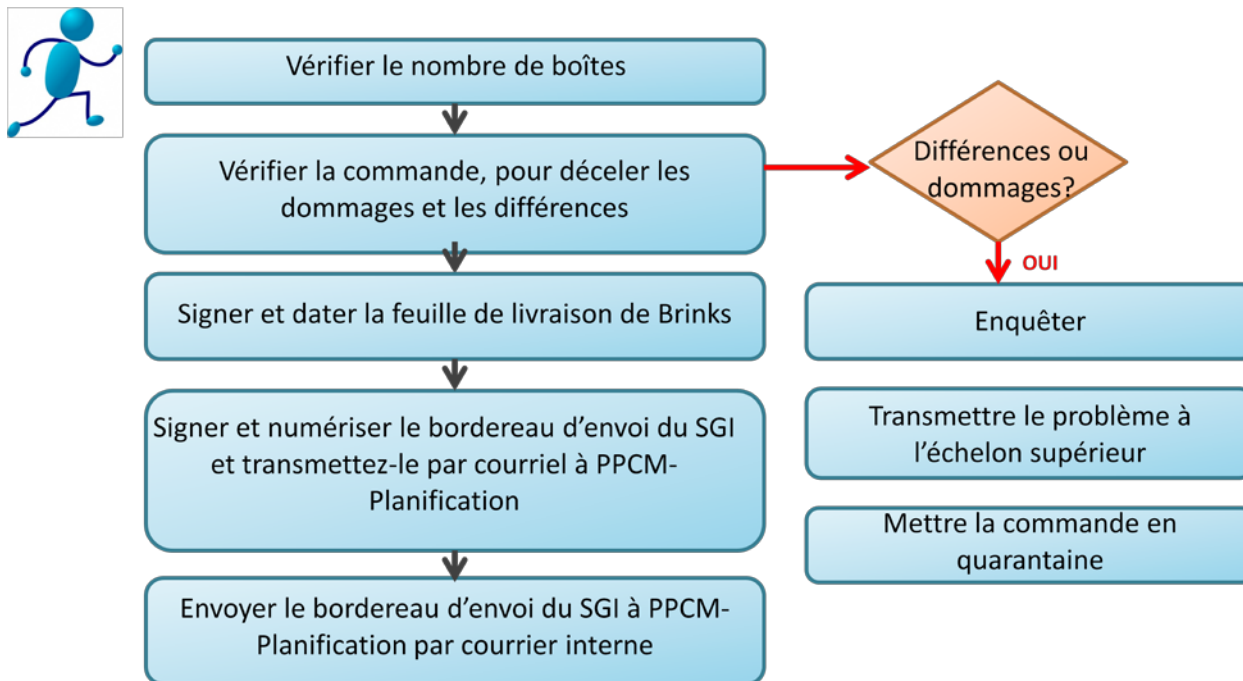 Vérifier le nombre de boîtes
Vérifier la commande, pour déceler les
dommages et les différences
Signer et dater la feuille de livraison de Brinks
Signer et numériser le bordereau d’envoi du SGI
et transmettez-le par courriel à PPCM-
Planification
Envoyer le bordereau d’envoi du SGI à PPCM-
Planification par courrier interne
Différences ou
dommages?
OUI
Enquêter
Transmettre le problème à
l’échelon supérieur
Mettre la commande en
quarantaine